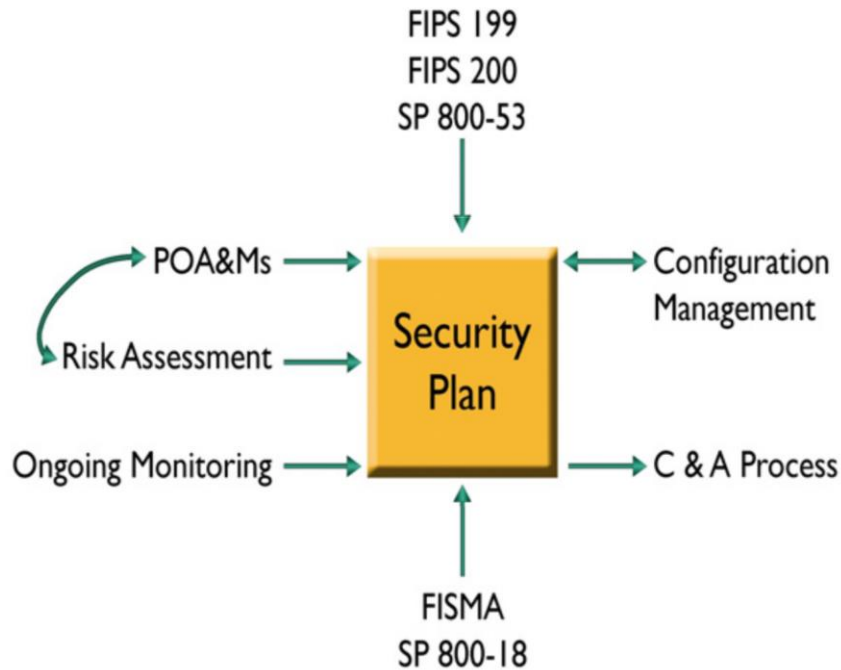 FIPS 199
FIPS 200
SP 800-53
POA&Ms
Configuration
Management
Security
Plan
Risk Assessment
Ongoing Monitoring
C & A Process
FISMA
SP 800-18